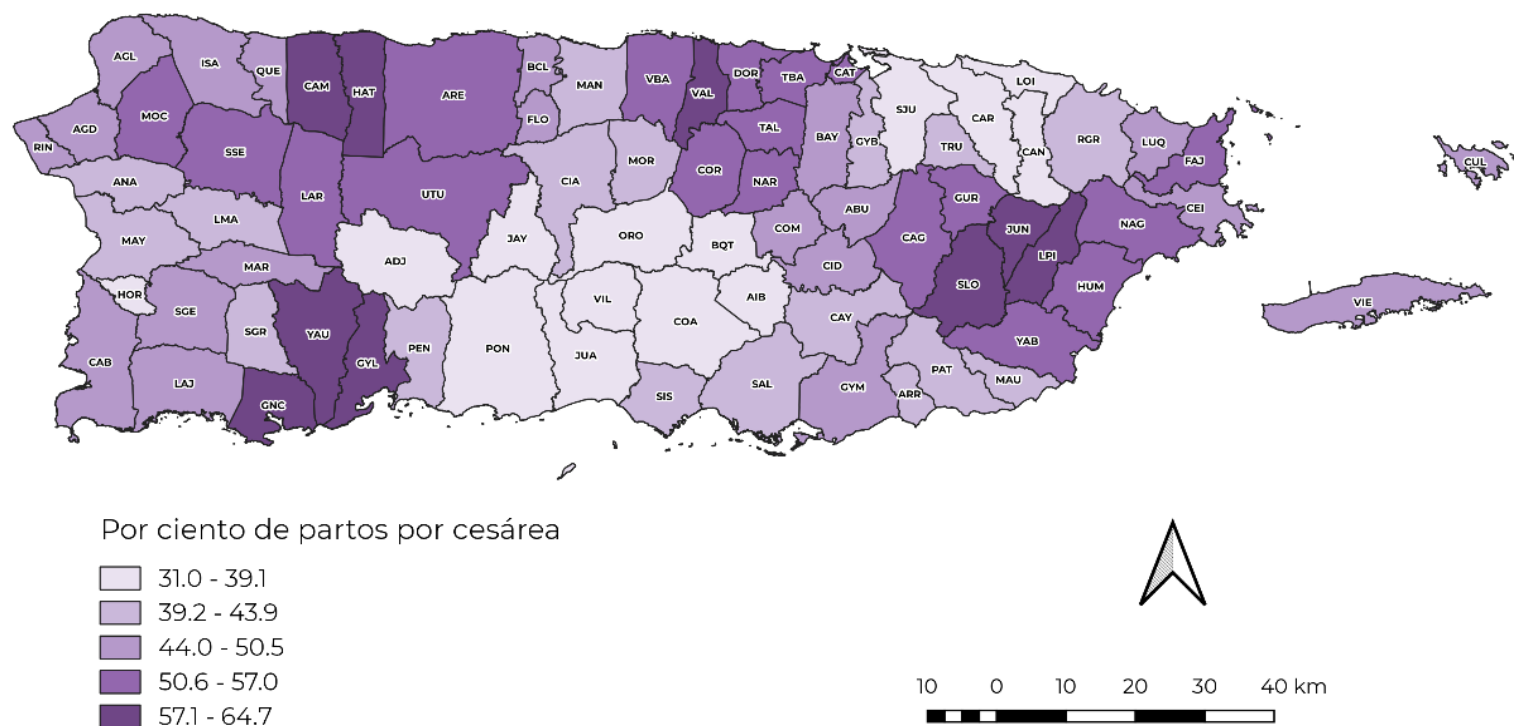 AGL
ISA
QUE
CAM
HAT
ARE
BCL
MAN
VBA
VAL
DOR
TBA
CAT
LOI
SJU
CAR
CAN
RGR
LUQ
FAJ
CUL
RIN
AGD
MOC
SSE
FLO
TAL
BAY
GYB
TRU
ANA
LAR
UTU
CIA
MOR
COR
NAR
GUR
NAG
CEI
MAY
LMA
JAY
ORO
BQT
COM
ABU
CAG
JUN
LPI
ADJ
MAR
CID
SLO
HUM
HOR
SGE
SGR
YAU
GYL
PEN
PON
VIL
JUA
COA
AIB
CAY
YAB
VIE
CAB
LAJ
GNC
SIS
SAL
GYM
ARR
PAT
MAU
Por ciento de partos por cesárea
31.0 - 39.1
39.2 - 43.9
44.0 - 50.5
50.6 - 57.0
57.1 - 64.7
10 0 10 20 30 40 km